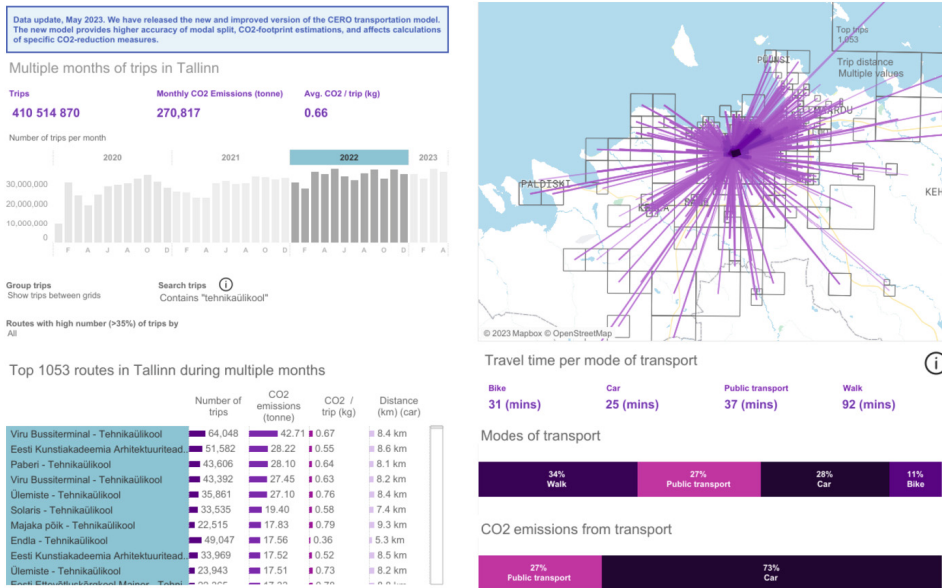 Data update, May 2023. We have released the new and improved version of the CERO transportation model.
The new model provides higher accuracy of modal split, CO2-footprint estimations, and affects calculations
of specific CO2-reduction measures.
Multiple months of trips in Tallinn
Trips Monthly CO2 Emissions (tonne) Avg. CO2 / trip (kg)
410 514 870 270,817 0.66
Number of trips per month
2020 2021 2022 2023
30,000,000
20,000,000
10,000,000
0
F A J A O D F A J A O D F A J A O D F A
Group trips Search trips
Show trips between grids Contains "tehnikaülikool"
Routes with high number (>35%) of trips by
All
Top 1053 routes in Tallinn during multiple months
Number of trips CO2 emissions (tonne) CO2 / trip (kg) Distance (km) (car)
Viru Bussiterminal - Tehnikaülikool 64,048 42.71 0.67 8.4 km
Eesti Kunstiakadeemia Arhitektuuritead.. 51,582 28.22 0.55 8.6 km
Paberi - Tehnikaülikool 43,606 28.10 0.64 8.1 km
Viru Bussiterminal - Tehnikaülikool 43,392 27.45 0.63 8.2 km
Ülemiste - Tehnikaülikool 35,861 27.10 0.76 8.4 km
Solaris - Tehnikaülikool 33,535 19.40 0.58 7.4 km
Majaka põik - Tehnikaülikool 22,515 17.83 0.79 9.3 km
Endla - Tehnikaülikool 49,047 17.56 0.36 5.3 km
Eesti Kunstiakadeemia Arhitektuuritead.. 33,969 17.52 0.52 8.5 km
Ülemiste - Tehnikaülikool 23,943 17.51 0.73 8.2 km
Top trips
1 053
Trip distance
Multiple values
PALDISKI
KEH
© 2023 Mapbox © OpenStreetMap
Travel time per mode of transport
Bike Car Public transport Walk
31 (mins) 25 (mins) 37 (mins) 92 (mins)
Modes of transport
34% 27% 28% 11%
Walk Public transport Car Bike
CO2 emissions from transport
27% 73%
Public transport Car